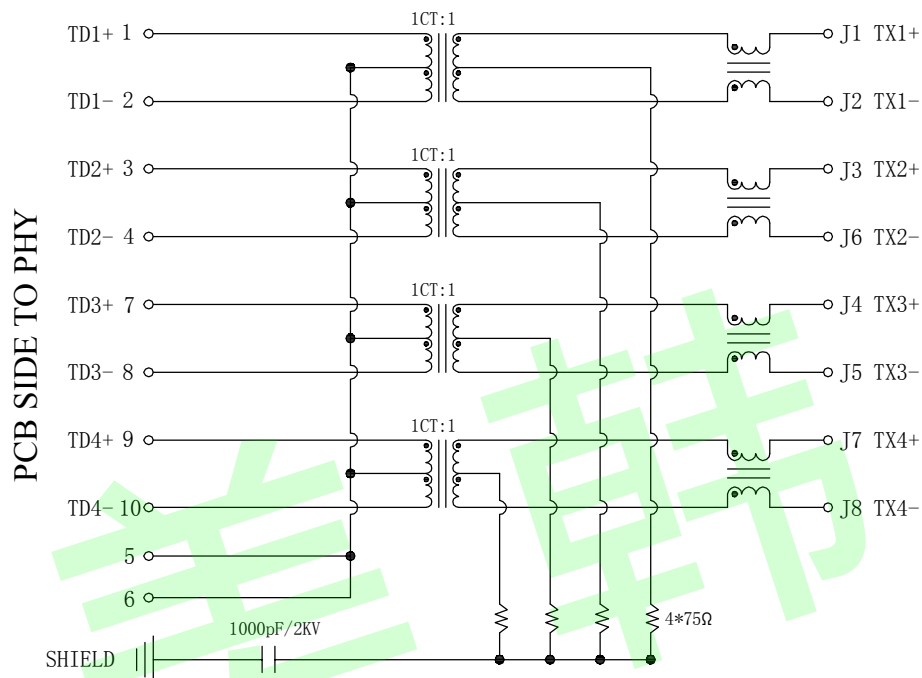 1CT:1
TD1+ 1
J1 TX1+
TD1- 2
J2 TX1-
1CT:1
TD2+ 3
J3 TX2+
TD2- 4
J6 TX2-
1CT:1
TD3+ 7
J4 TX3+
TD3- 8
J5 TX3-
1CT:1
TD4+ 9
J7 TX4+
TD4- 10
J8 TX4-
5
6
PCB SIDE TO PHY
1000pF/2KV
4*75Ω
SHIELD
美韩